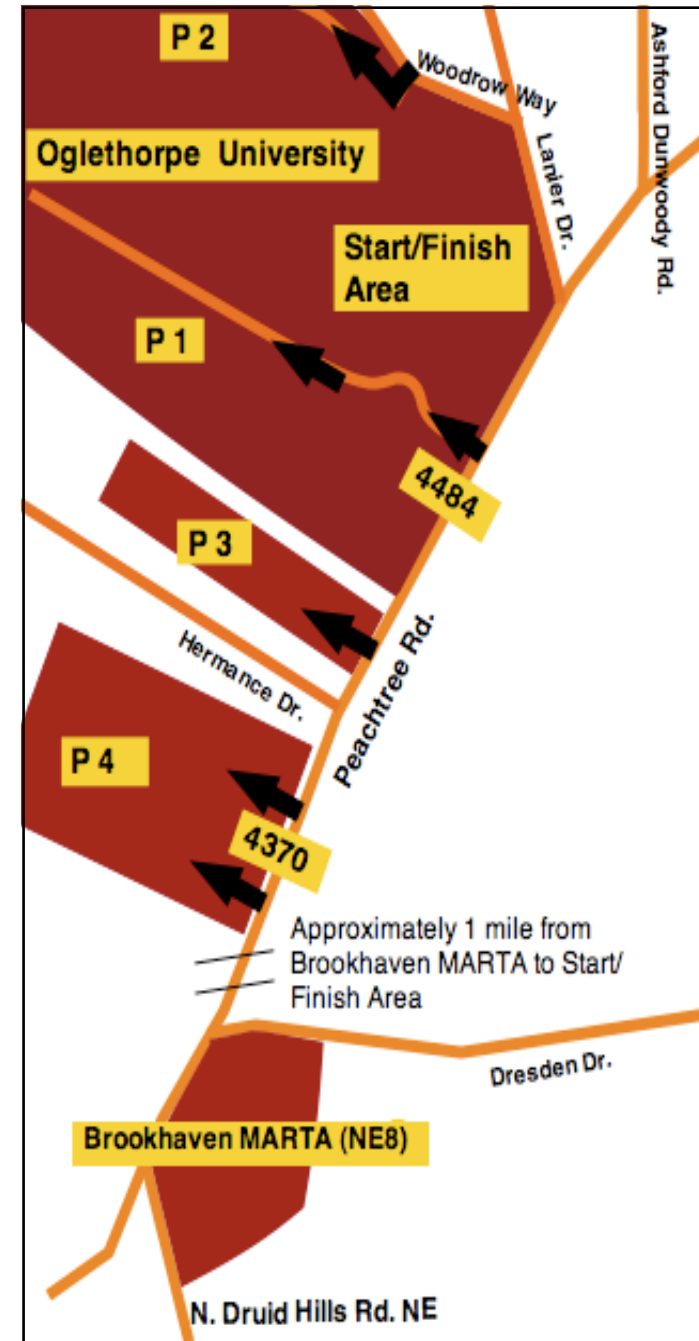 P 2
Woodrow Way
Ashford Dunwoody Rd.
Oglethorpe University
Lanier Dr.
Start/Finish
Area
P 1
4484
P 3
Hermance Dr.
Peachtree Rd.
P 4
4370
Approximately 1 mile from
Brookhaven MARTA to Start/
Finish Area
Dresden Dr.
Brookhaven MARTA (NE8)
N. Druid Hills Rd. NE